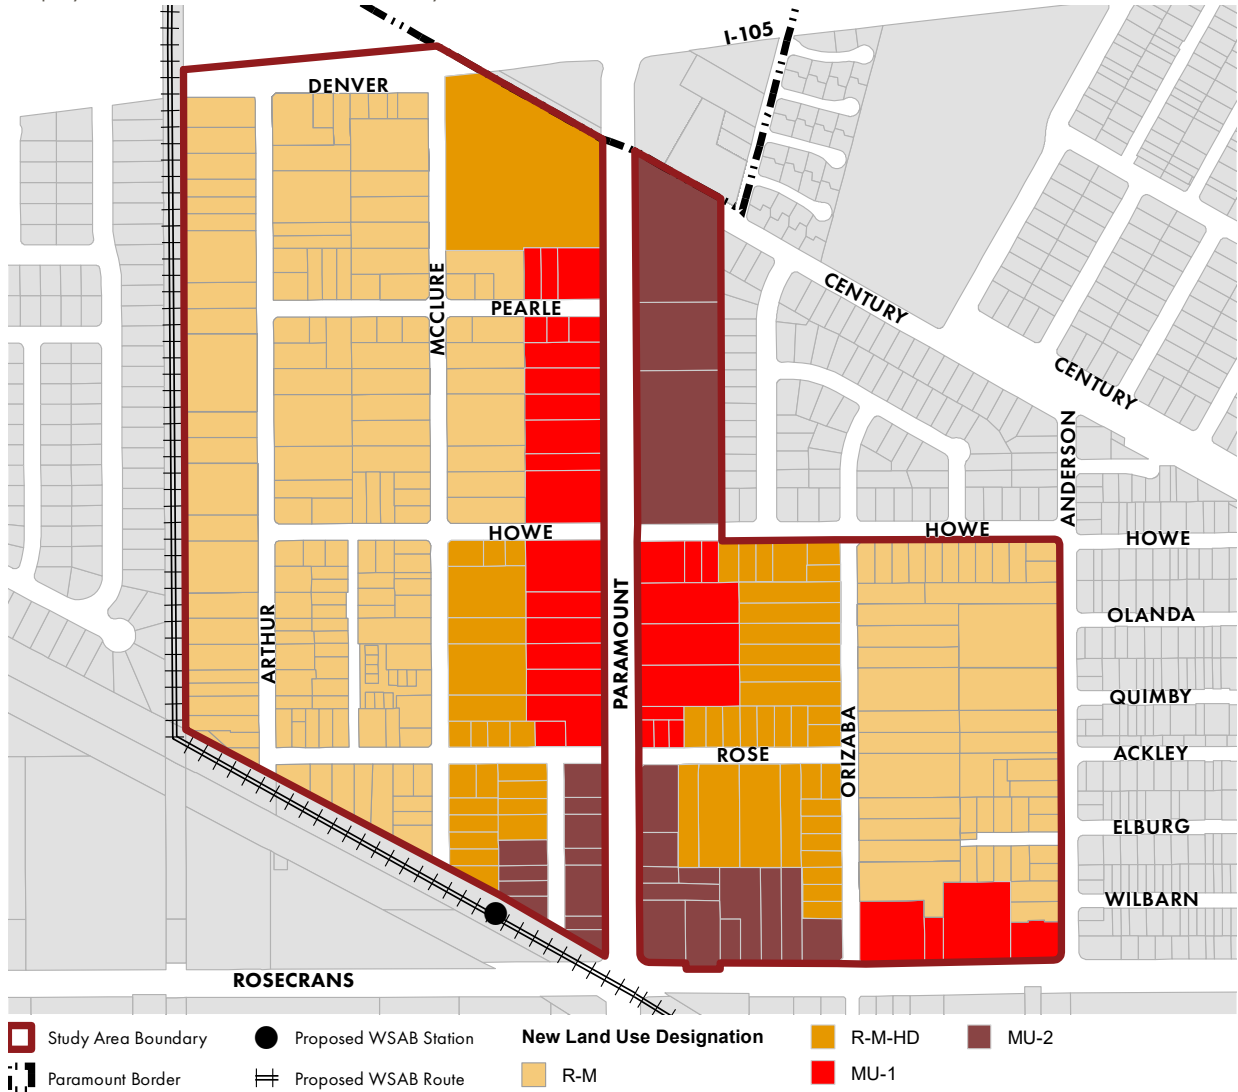 I-105
DENVER
CENTURY
MCCLURE
PEARLE
CENTURY
ANDERSON
HOWE
HOWE
HOWE
PARAMOUNT
ARTHUR
OLANDA
QUIMBY
ORIZABA
ROSE
ACKLEY
ELBURG
WILBARN
ROSECRANS
Study Area Boundary
Proposed WSAB Station
New Land Use Designation
R-M-HD
MU-2
Paramount Border
Proposed WSAB Route
R-M
MU-1